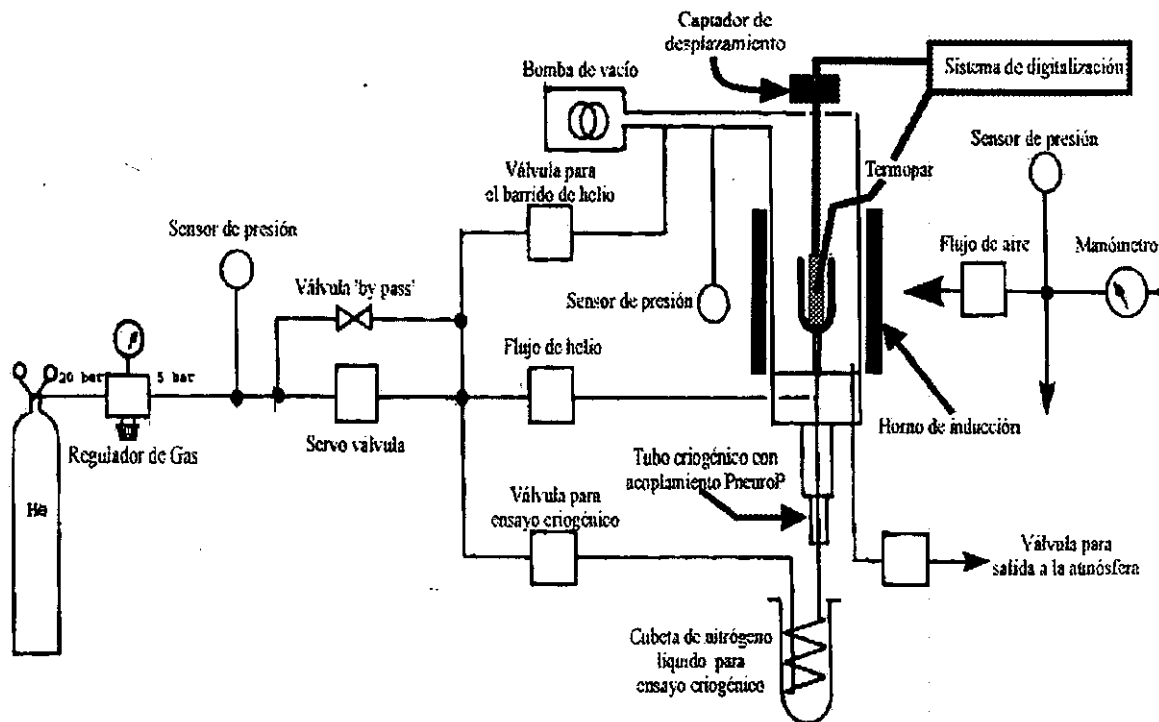 Captador de
desplazamiento
Bomba de vacío
Sistema de digitalización
Sensor de presión
Termopar
Válvula para
el barrido de helio
Sensor de presión
Flujo de aire
Manómetro
Válvula 'by pass'
Sensor de presión
Flujo de helio
20 bar
5 bar
Horno de inducción
Servo válvula
Regulador de Gas
Tubo criogénico con
acoplamiento PneuroP
He
Válvula para
ensayo criogénico
Válvula para
salida a la atmósfera
Cubeta de nitrógeno
líquido para
ensayo criogénico